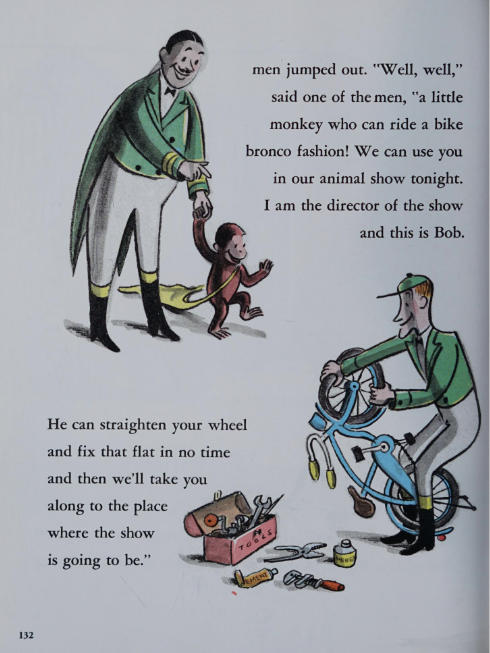 men jumped out. "Well, well,"
said one of the men, "a little
monkey who can ride a bike
bronco fashion! We can use you
in our animal show tonight.
I am the director of the show
and this is Bob.
He can straighten your wheel
and fix that flat in no time
and then we'll take you
along to the place
where the show
is going to be."
TOOLS
CEMENT
132